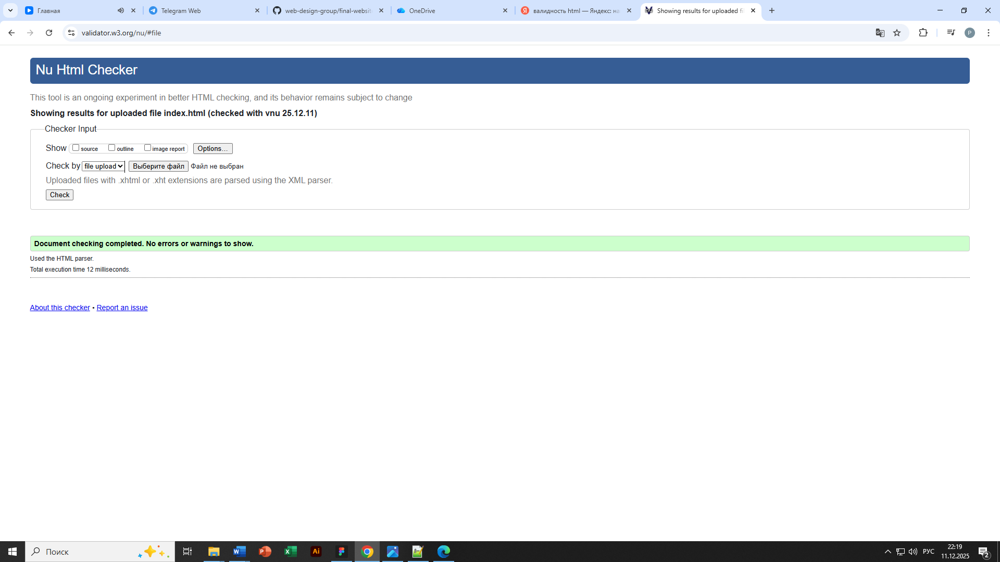 Главная
Telegram Web
web-design-group/final-websit
OneDrive
валидность html — Яндекс: на
Showing results for uploaded fi
validator.w3.org/nu/#file
P
Nu Html Checker
This tool is an ongoing experiment in better HTML checking, and its behavior remains subject to change
Showing results for uploaded file index.html (checked with vnu 25.12.11)
Checker Input
Show source outline image report Options...
Check by file upload Выберите файл Файл не выбран
Uploaded files with .xhtml or .xht extensions are parsed using the XML parser.
Check
Document checking completed. No errors or warnings to show.
Used the HTML parser.
Total execution time 12 milliseconds.
About this checker • Report an issue
Поиск
РУС
22:19
11.12.2025
2